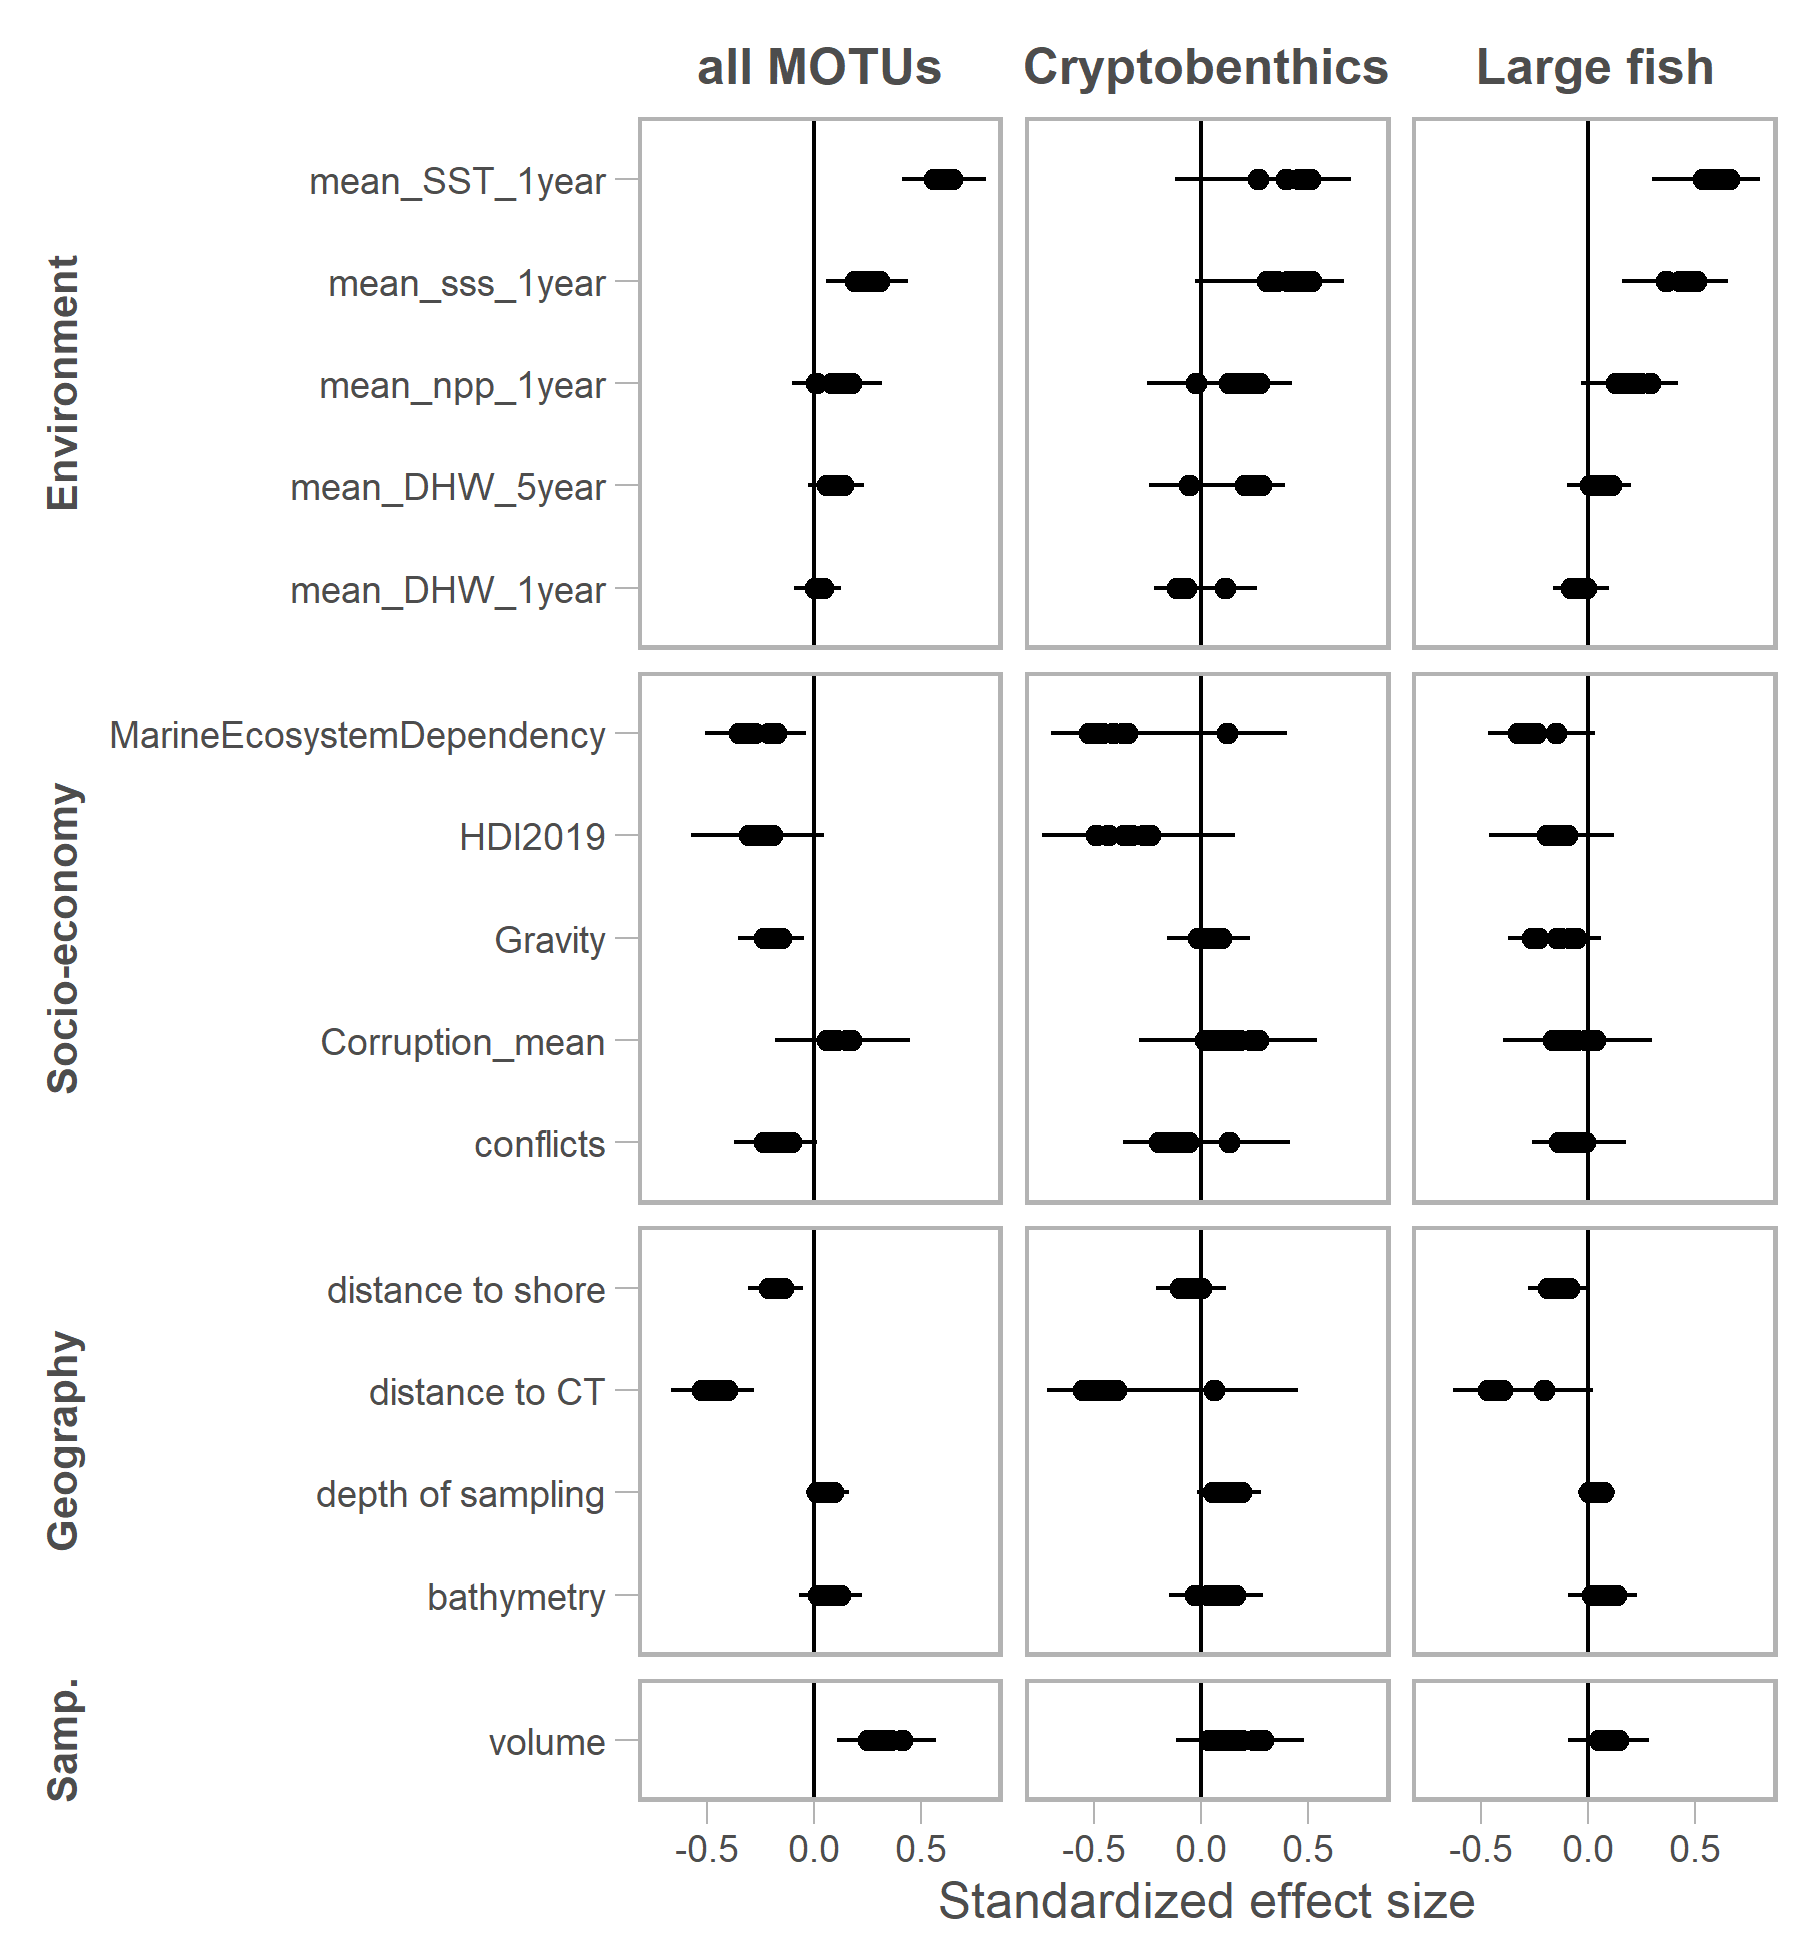 all MOTUs Cryptobenthics Large fish
Environment
mean_SST_1year
mean_sss_1year
mean_npp_1year
mean_DHW_5year
mean_DHW_1year
Socio-economy
MarineEcosystemDependency
HDI2019
Gravity
Corruption_mean
conflicts
Geography
distance to shore
distance to CT
depth of sampling
bathymetry
Samp.
volume
-0.5 0.0 0.5 -0.5 0.0 0.5 -0.5 0.0 0.5
Standardized effect size